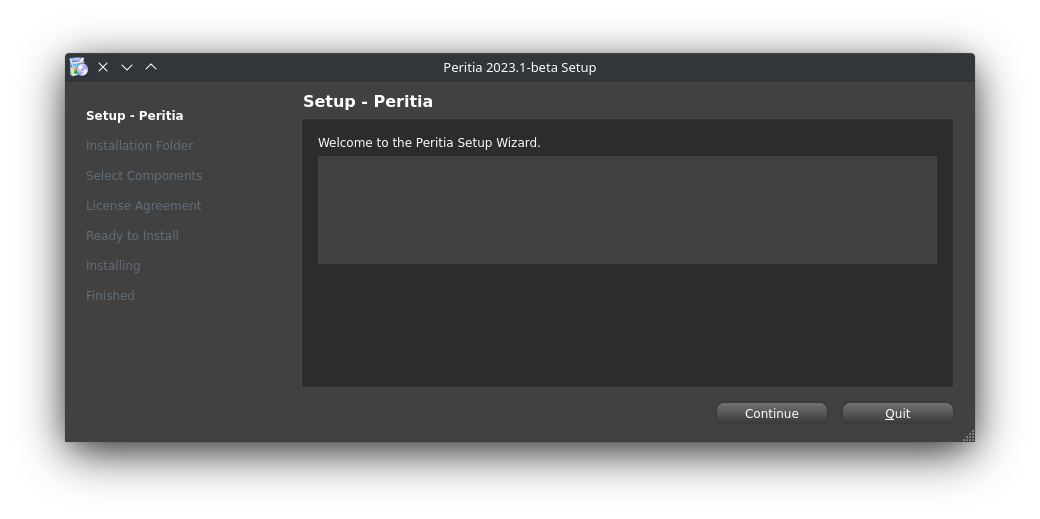 Peritia 2023.1-beta Setup
Setup - Peritia
Installation Folder
Select Components
License Agreement
Ready to Install
Installing
Finished
Setup - Peritia
Welcome to the Peritia Setup Wizard.
Continue
Quit